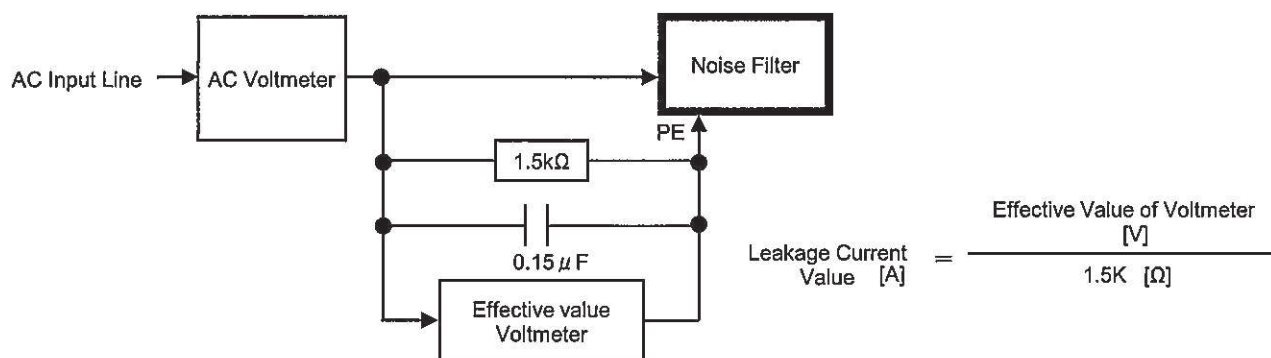 AC Input Line
AC Voltmeter
Noise Filter
PE
1.5kΩ
0.15μF
Effective value
Voltmeter
Leakage Current
Value [A]
=
Effective Value of Voltmeter
[V]
1.5K [Ω]